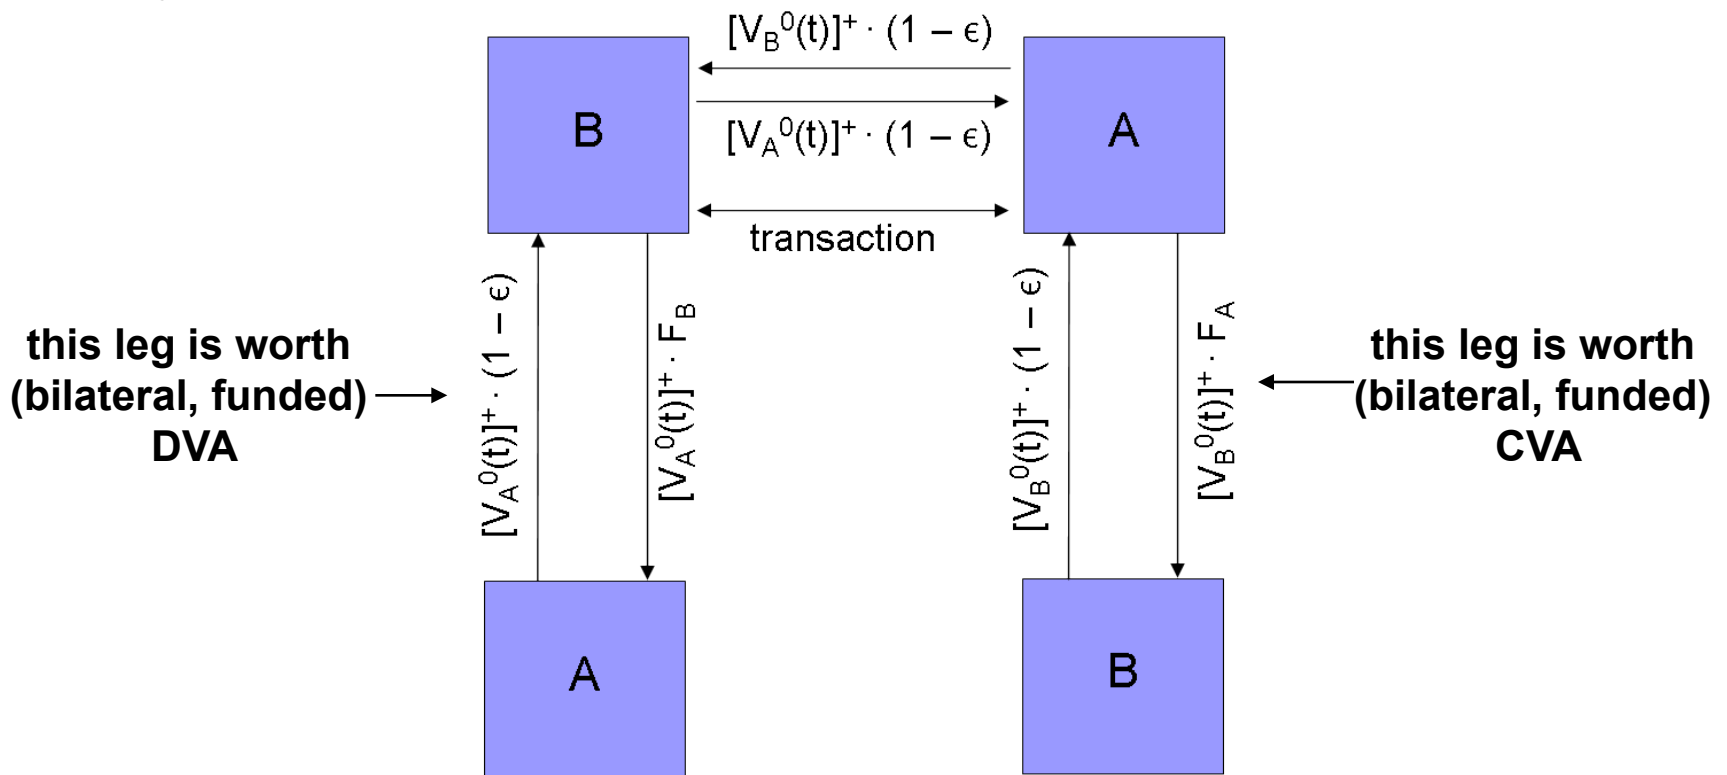 [V_B^0(t)]^+ · (1 – ϵ)
B
A
[V_A^0(t)]^+ · (1 – ϵ)
transaction
this leg is worth
(bilateral, funded)
DVA
[V_A^0(t)]^+ · (1 – ϵ)
[V_A^0(t)]^+ · F_B
[V_B^0(t)]^+ · (1 – ϵ)
[V_B^0(t)]^+ · F_A
this leg is worth
(bilateral, funded)
CVA
A
B